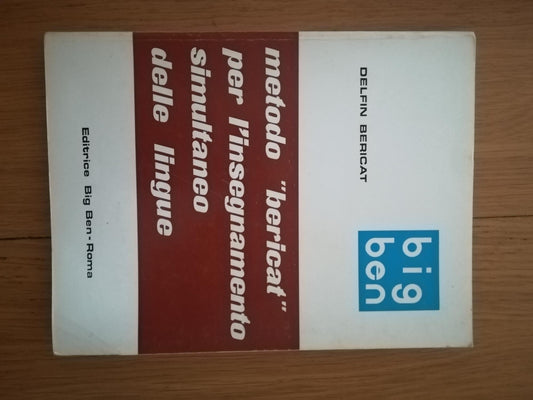 DELFIN BERICAT
big
ben
metodo "bericat"
per l'insegnamento
simultaneo
delle lingue
Editrice Big Ben - Roma